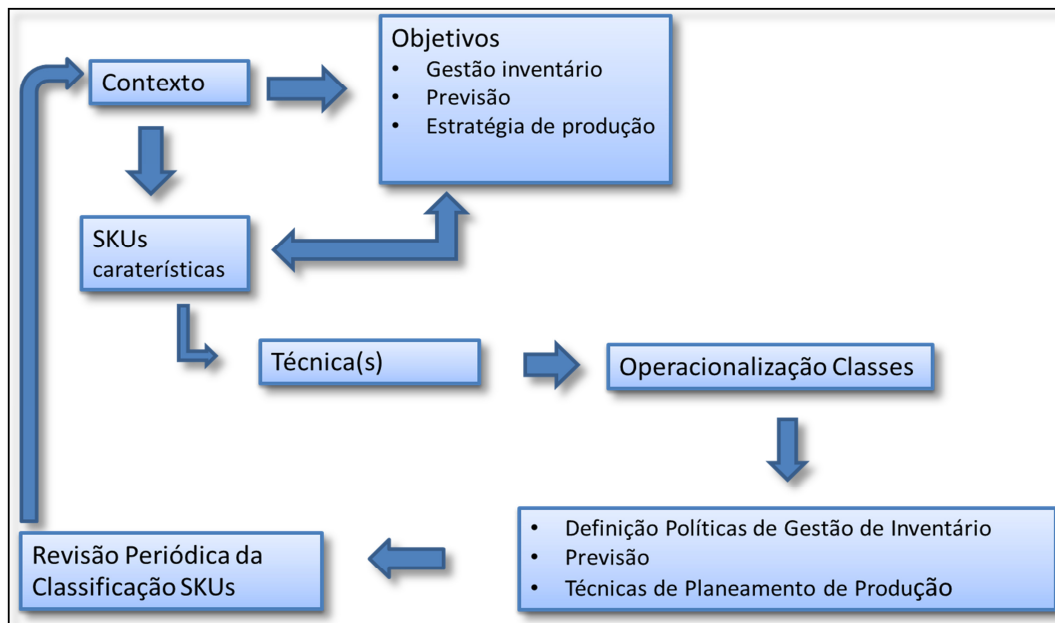 Objetivos
• Gestão inventário
• Previsão
• Estratégia de produção
Contexto
SKUs
caraterísticas
Técnica(s)
Operacionalização Classes
• Definição Políticas de Gestão de Inventário
• Previsão
• Técnicas de Planeamento de Produção
Revisão Periódica da
Classificação SKUs